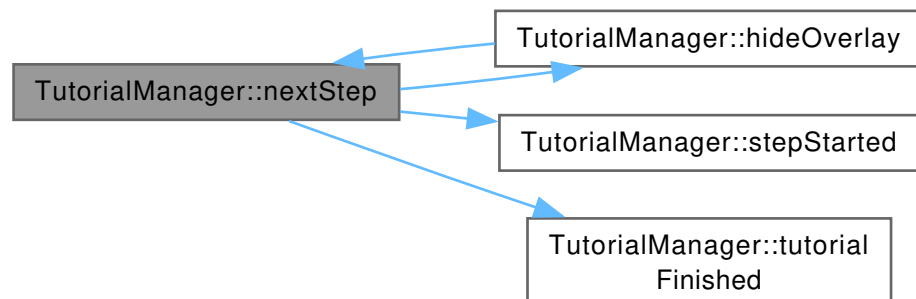 TutorialManager::hideOverlay
TutorialManager::nextStep
TutorialManager::stepStarted
TutorialManager::tutorial
Finished